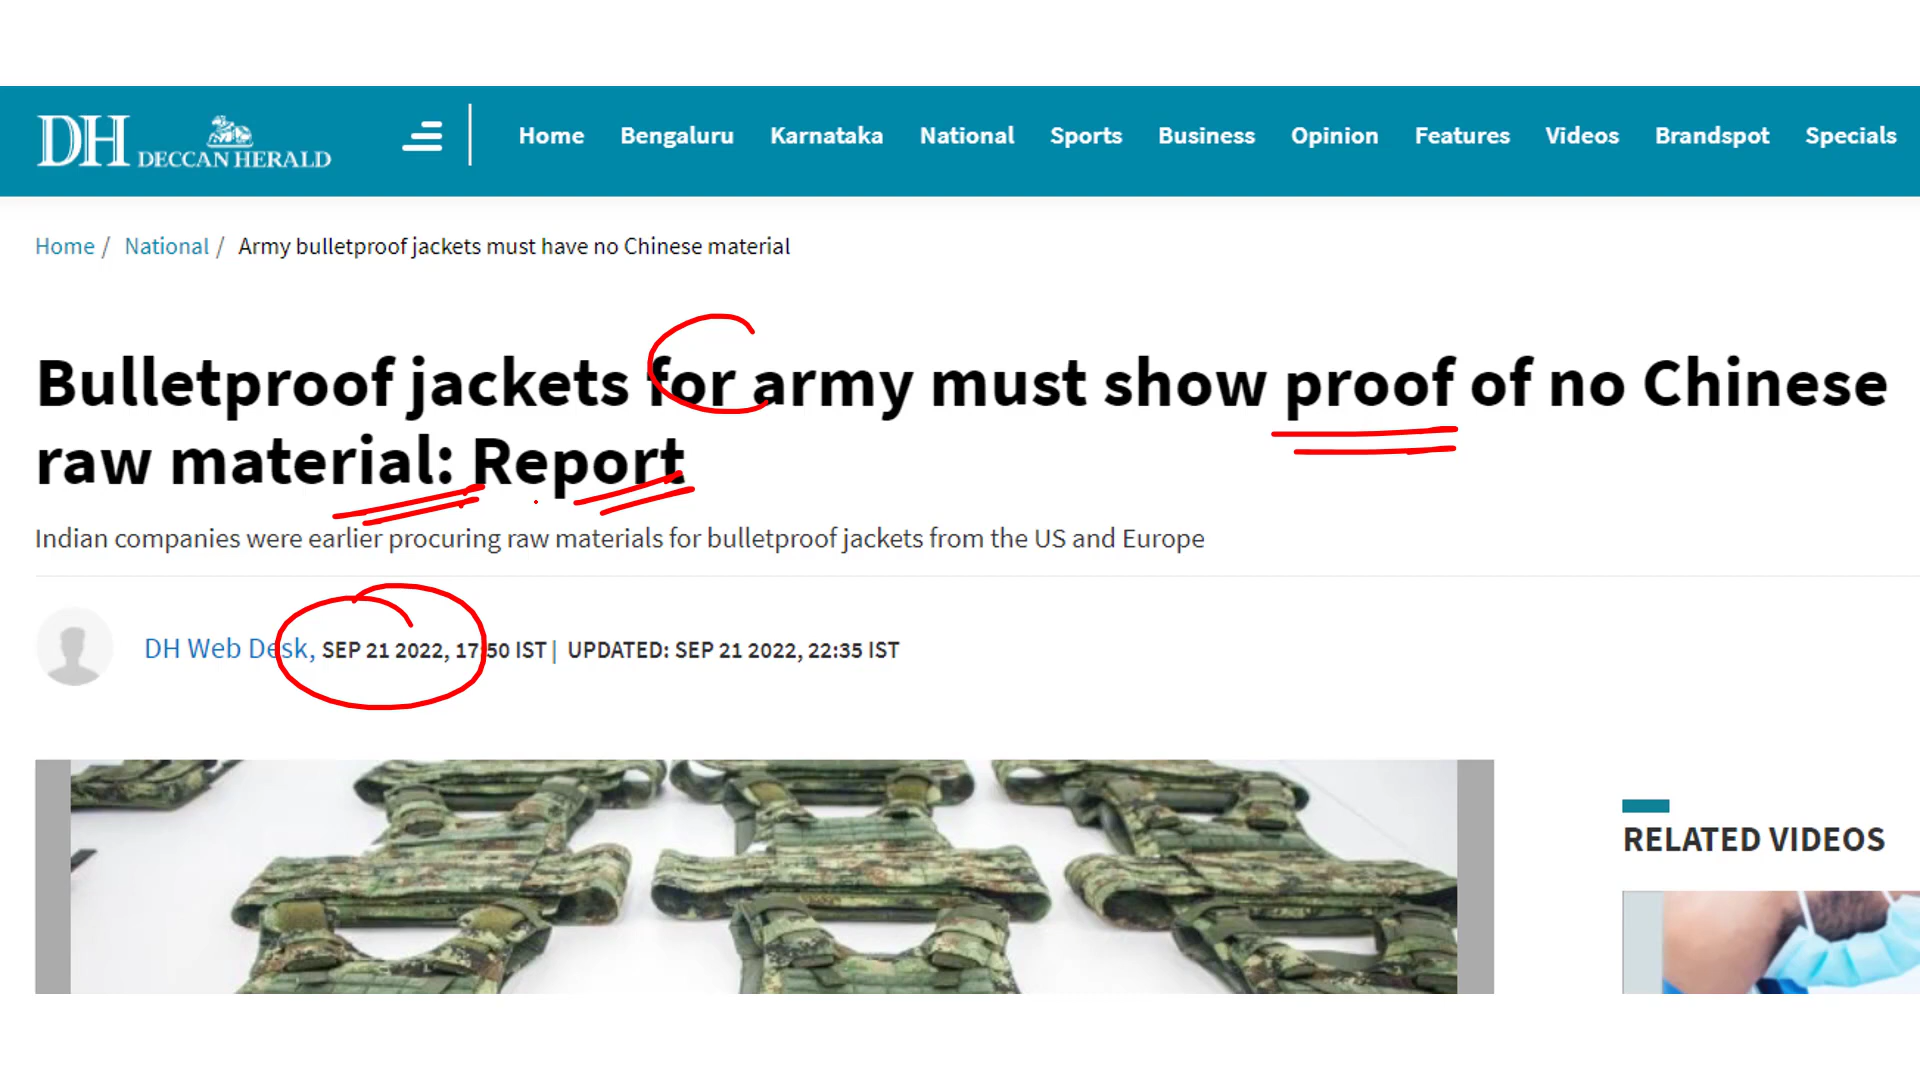 DH DECCAN HERALD
Home Bengaluru Karnataka National Sports Business Opinion Features Videos Brandspot Specials
Home / National / Army bulletproof jackets must have no Chinese material
Bulletproof jackets for army must show proof of no Chinese
raw material: Report
Indian companies were earlier procuring raw materials for bulletproof jackets from the US and Europe
DH Web Desk, SEP 21 2022, 17:50 IST | UPDATED: SEP 21 2022, 22:35 IST
RELATED VIDEOS